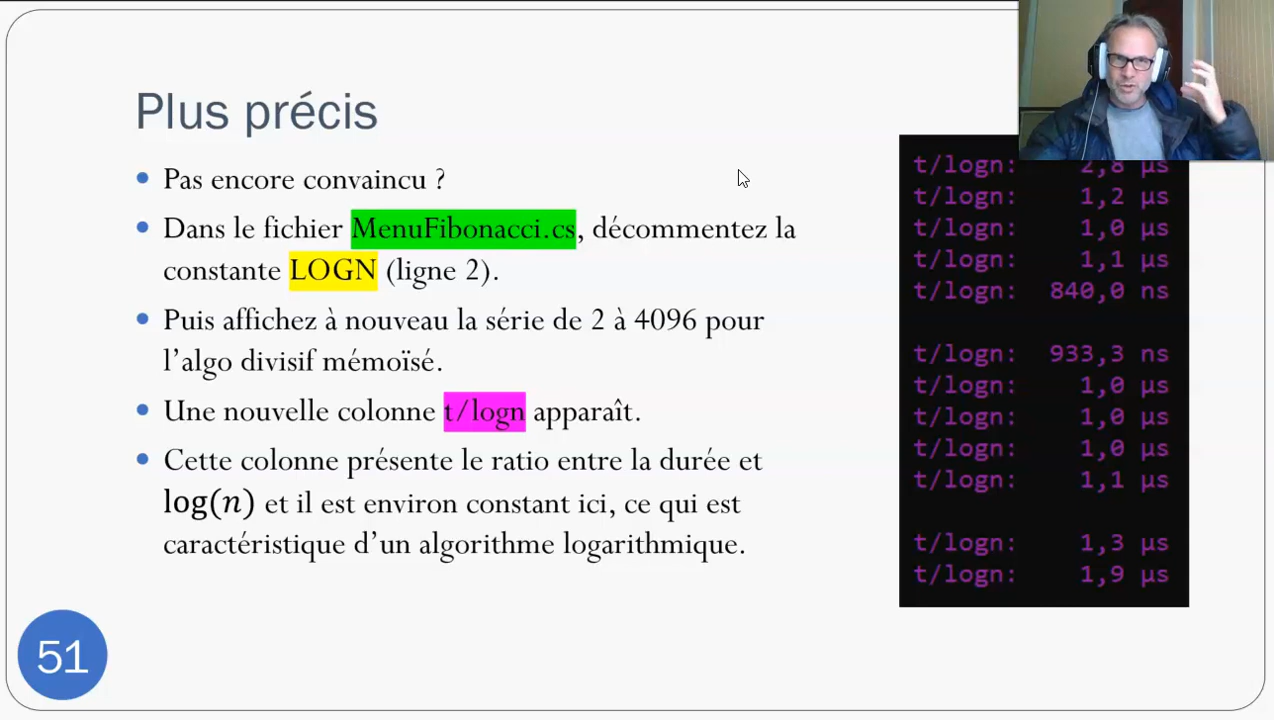 Plus précis
Pas encore convaincu ?
Dans le fichier MenuFibonacci.cs, décommentez la
constante LOGN (ligne 2).
Puis affichez à nouveau la série de 2 à 4096 pour
l'algo divisif mémoïsé.
Une nouvelle colonne t/logn apparaît.
Cette colonne présente le ratio entre la durée et
log(n) et il est environ constant ici, ce qui est
caractéristique d'un algorithme logarithmique.
t/logn: 2,8 µs
t/logn: 1,2 µs
t/logn: 1,0 µs
t/logn: 1,1 µs
t/logn: 840,0 ns
t/logn: 933,3 ns
t/logn: 1,0 µs
t/logn: 1,0 µs
t/logn: 1,0 µs
t/logn: 1,1 µs
t/logn: 1,3 µs
t/logn: 1,9 µs
51